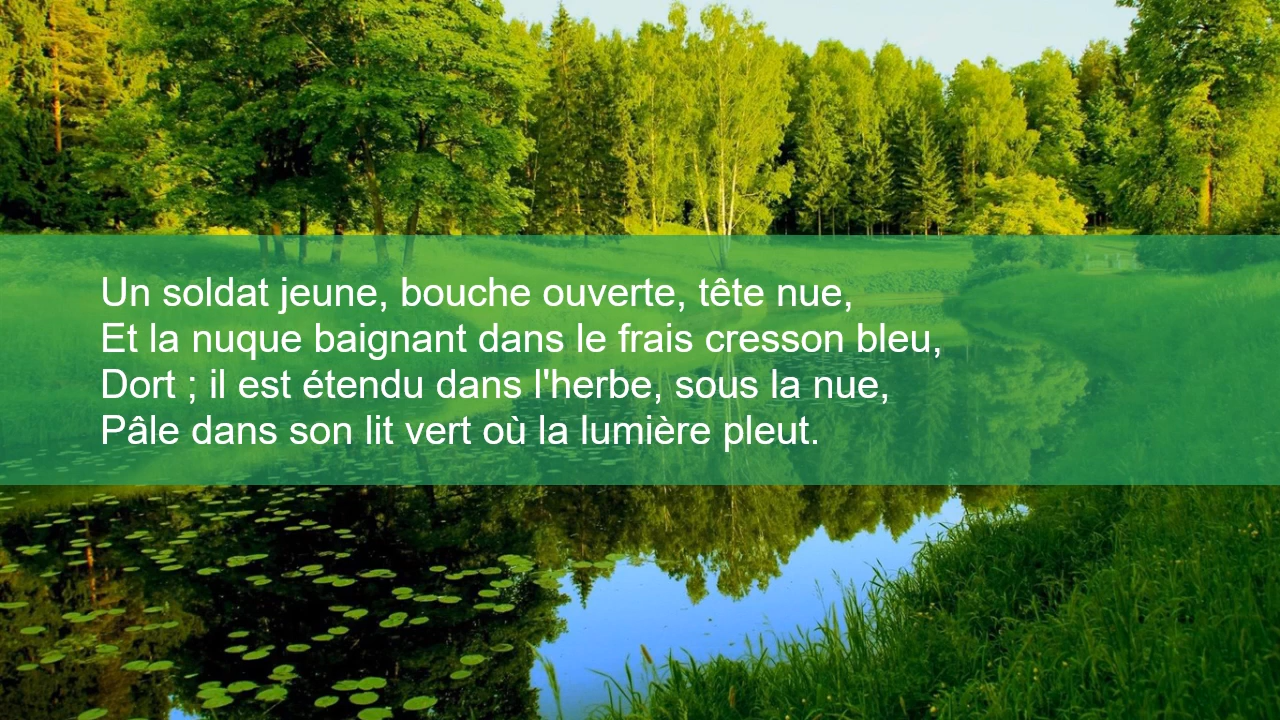 Un soldat jeune, bouche ouverte, tête nue,
Et la nuque baignant dans le frais cresson bleu,
Dort ; il est étendu dans l'herbe, sous la nue,
Pâle dans son lit vert où la lumière pleut.